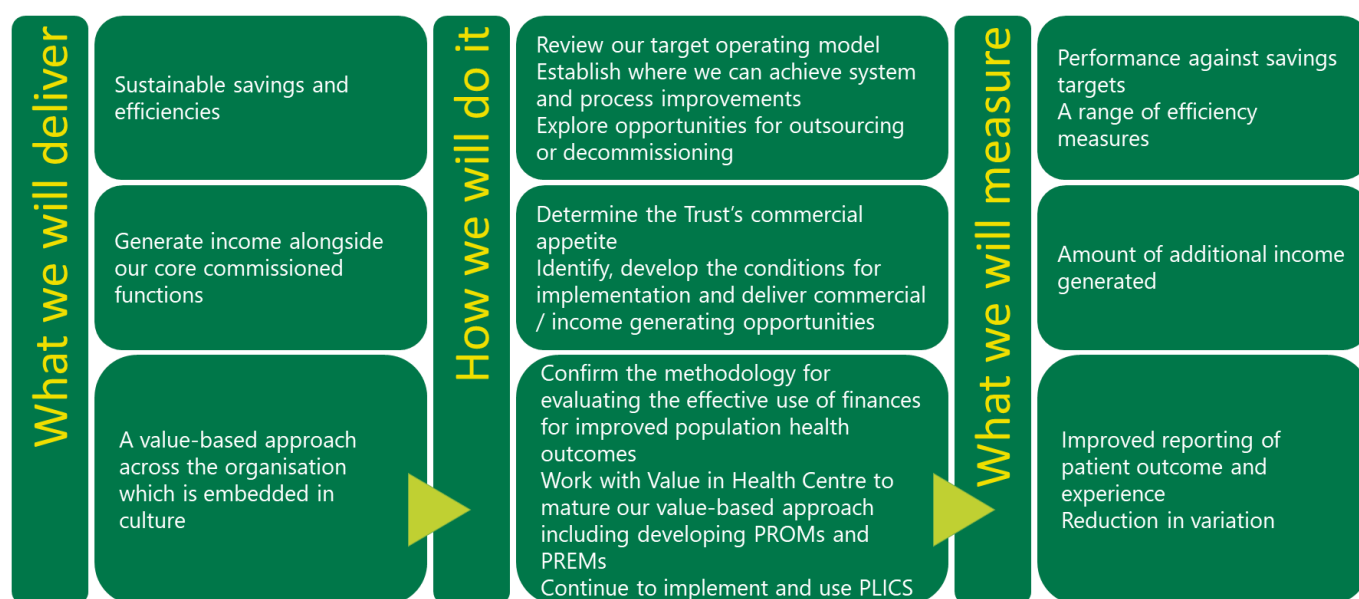 What we will deliver
Sustainable savings and
efficiencies
Generate income alongside
our core commissioned
functions
A value-based approach
across the organisation
which is embedded in
culture
How we will do it
Review our target operating model
Establish where we can achieve system
and process improvements
Explore opportunities for outsourcing
or decommissioning
Determine the Trust's commercial
appetite
Identify, develop the conditions for
implementation and deliver commercial
/ income generating opportunities
Confirm the methodology for
evaluating the effective use of finances
for improved population health
outcomes
Work with Value in Health Centre to
mature our value-based approach
including developing PROMs and
PREMs
Continue to implement and use PLICS
What we will measure
Performance against savings
targets
A range of efficiency
measures
Amount of additional income
generated
Improved reporting of
patient outcome and
experience
Reduction in variation